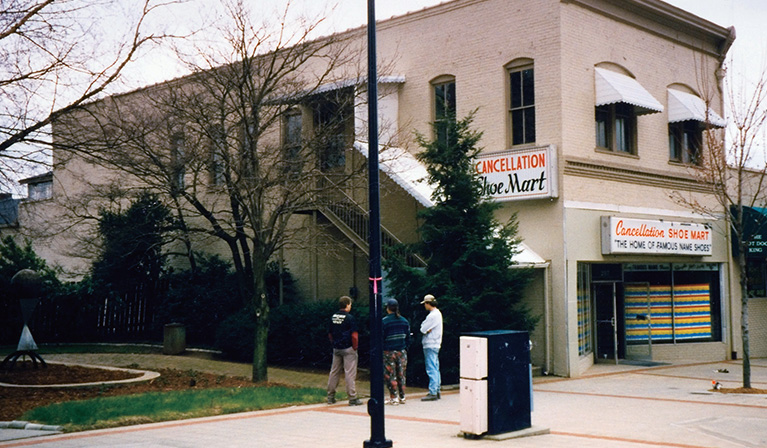 CANCELLATION
Shoe Mart
Cancellation SHOE MART
"THE HOME OF FAMOUS NAME SHOES"